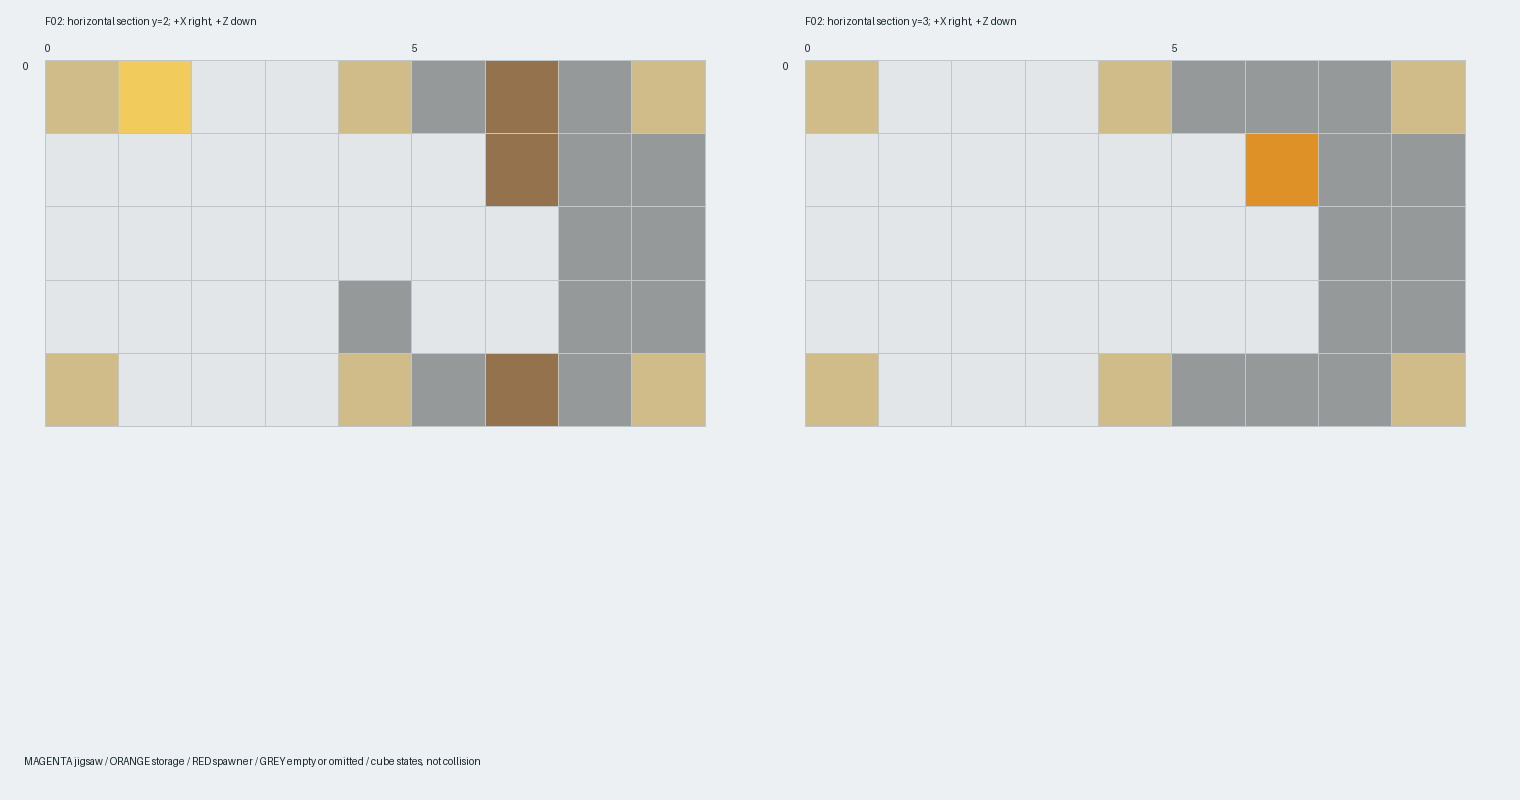 F02: horizontal section y=2; +X right, +Z down
F02: horizontal section y=3; +X right, +Z down
0
5
0
5
0
0
MAGENTA jigsaw / ORANGE storage / RED spawner / GREY empty or omitted / cube states, not collision